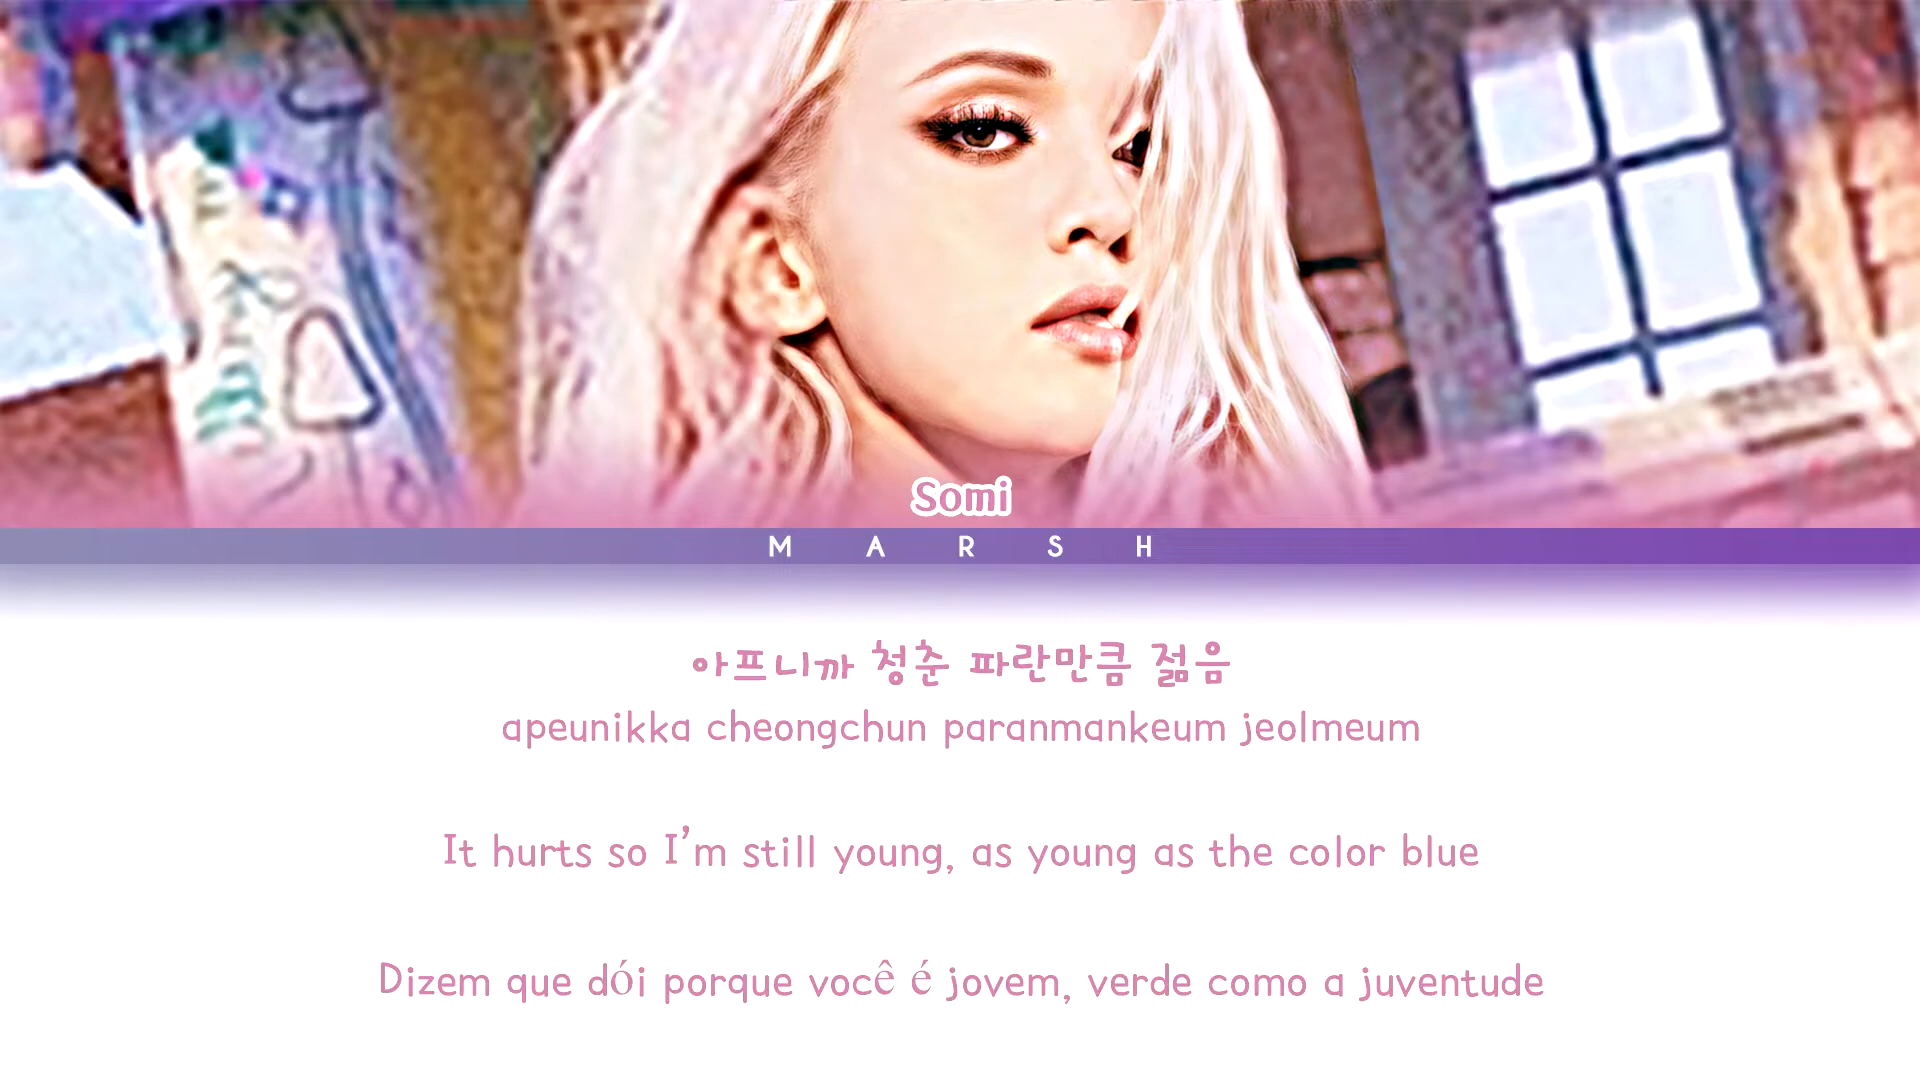 Somi
M A R S H
아프니까 청춘 파란만큼 젊음
apeunikka cheongchun paranmankeum jeolmeum
It hurts so I'm still young, as young as the color blue
Dizem que dói porque você é jovem, verde como a juventude